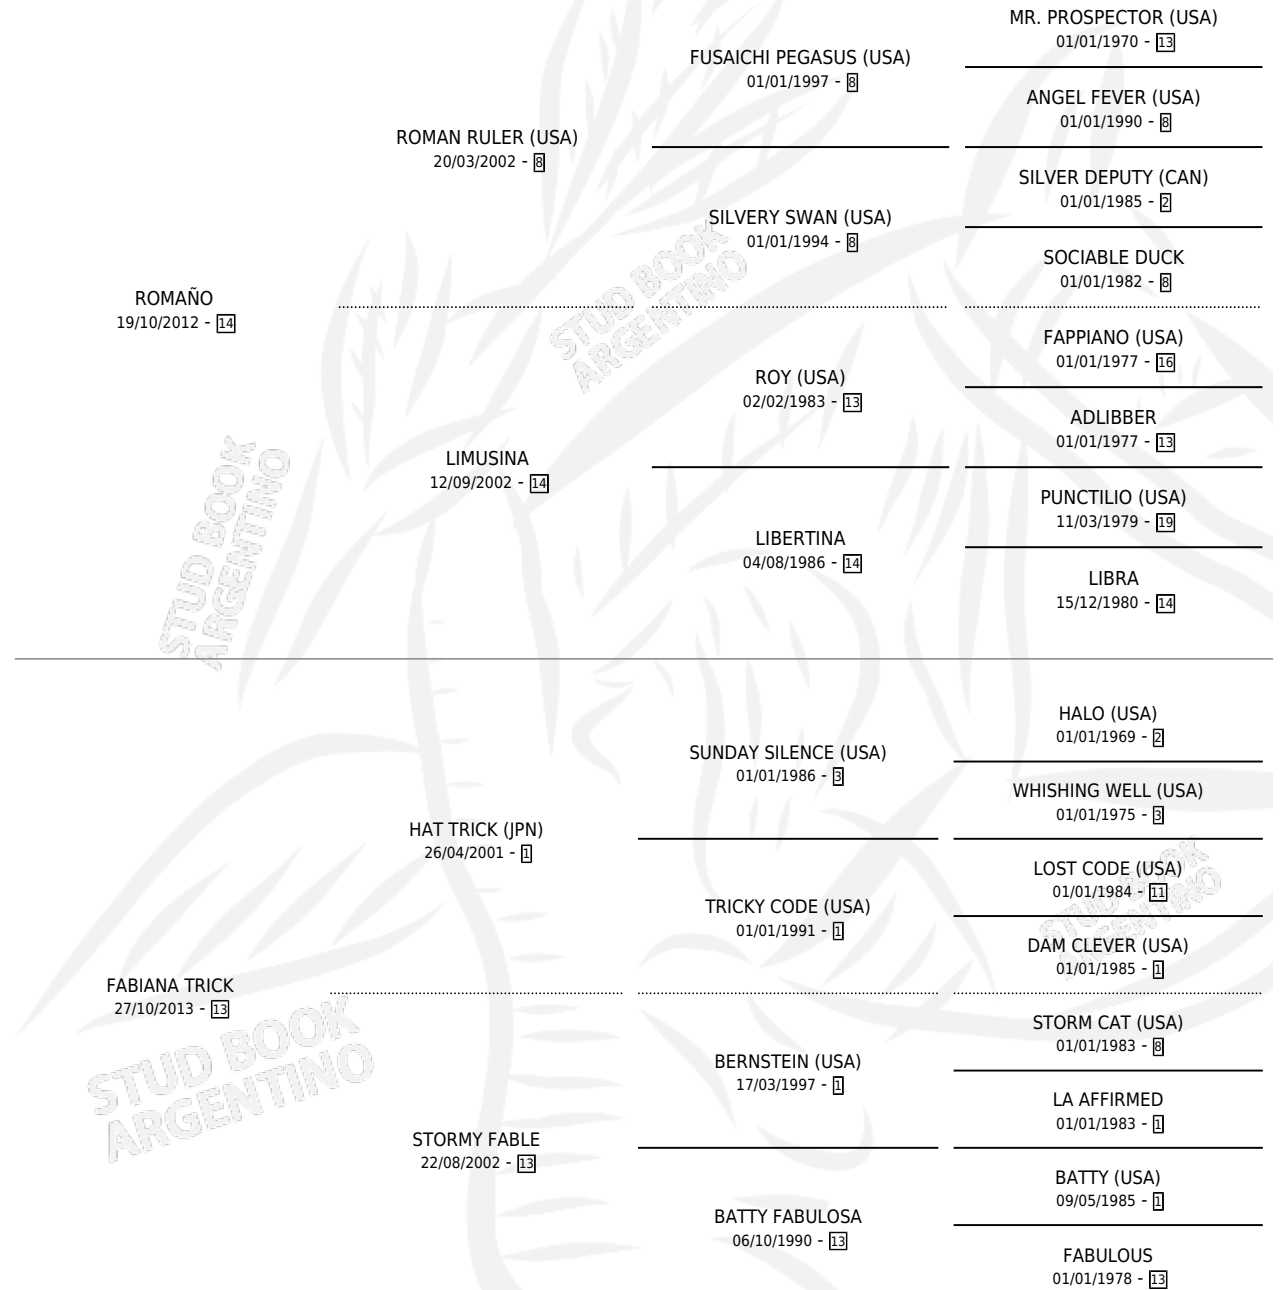 MR. PROSPECTOR (USA)
01/01/1970 - 13
FUSAICHI PEGASUS (USA)
01/01/1997 - 8
ANGEL FEVER (USA)
01/01/1990 - 8
ROMAN RULER (USA)
20/03/2002 - 8
SILVER DEPUTY (CAN)
01/01/1985 - 2
SILVERY SWAN (USA)
01/01/1994 - 8
SOCIABLE DUCK
01/01/1982 - 8
STUD BOOK
ARGENTINO
ROMAÑO
19/10/2012 - 14
FAPPIANO (USA)
01/01/1977 - 16
ROY (USA)
02/02/1983 - 13
ADLIBBER
01/01/1977 - 13
LIMUSINA
12/09/2002 - 14
PUNCTILIO (USA)
11/03/1979 - 19
LIBERTINA
04/08/1986 - 14
LIBRA
15/12/1980 - 14
STUD BOOK
ARGENTINO
HALO (USA)
01/01/1969 - 2
SUNDAY SILENCE (USA)
01/01/1986 - 3
WHISHING WELL (USA)
01/01/1975 - 3
HAT TRICK (JPN)
26/04/2001 - 1
LOST CODE (USA)
01/01/1984 - 11
TRICKY CODE (USA)
01/01/1991 - 1
STUD BOOK
ARGENTINO
DAM CLEVER (USA)
01/01/1985 - 1
FABIANA TRICK
27/10/2013 - 13
STORM CAT (USA)
01/01/1983 - 8
BERNSTEIN (USA)
17/03/1997 - 1
LA AFFIRMED
01/01/1983 - 1
STUD BOOK
ARGENTINO
STORMY FABLE
22/08/2002 - 13
BATTY (USA)
09/05/1985 - 1
BATTY FABULOSA
06/10/1990 - 13
FABULOUS
01/01/1978 - 13